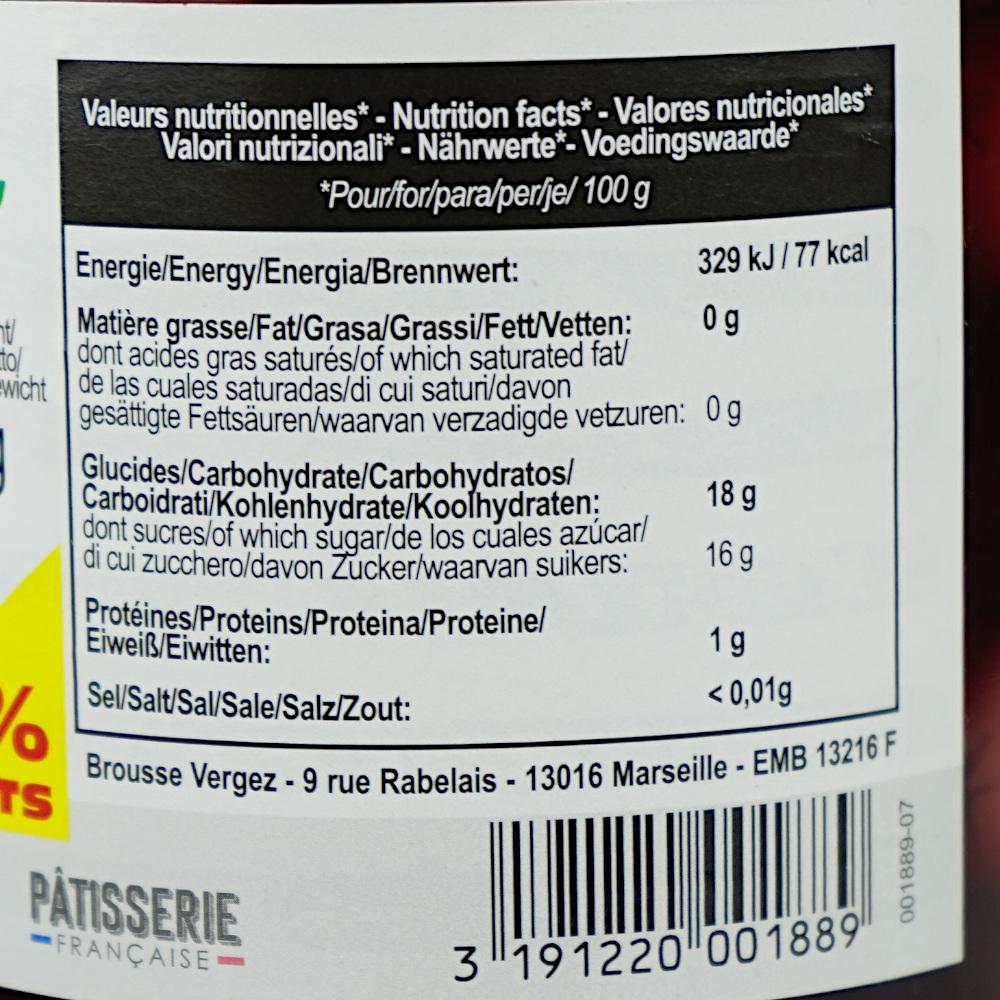 Valeurs nutritionnelles* - Nutrition facts* - Valores nutricionales*
Valori nutrizionali* - Nährwerte*- Voedingswaarde*
*Pour/for/para/per/je/ 100 g
Energie/Energy/Energia/Brennwert: 329 kJ / 77 kcal
Matière grasse/Fat/Grasa/Grassi/Fett/Vetten: 0 g
dont acides gras saturés/of which saturated fat/
de las cuales saturadas/di cui saturi/davon
gesättigte Fettsäuren/waarvan verzadigde vetzuren: 0 g
Glucides/Carbohydrate/Carbohydratos/
Carboidrati/Kohlenhydrate/Koolhydraten: 18 g
dont sucres/of which sugar/de los cuales azúcar/
di cui zucchero/davon Zucker/waarvan suikers: 16 g
Protéines/Proteins/Proteina/Proteine/
Eiweiß/Eiwitten: 1 g
Sel/Salt/Sal/Sale/Salz/Zout: < 0,01g
Brousse Vergez - 9 rue Rabelais - 13016 Marseille - EMB 13216 F
%
TS
PÂTISSERIE
FRANÇAISE
3 191220 001889
001889-07